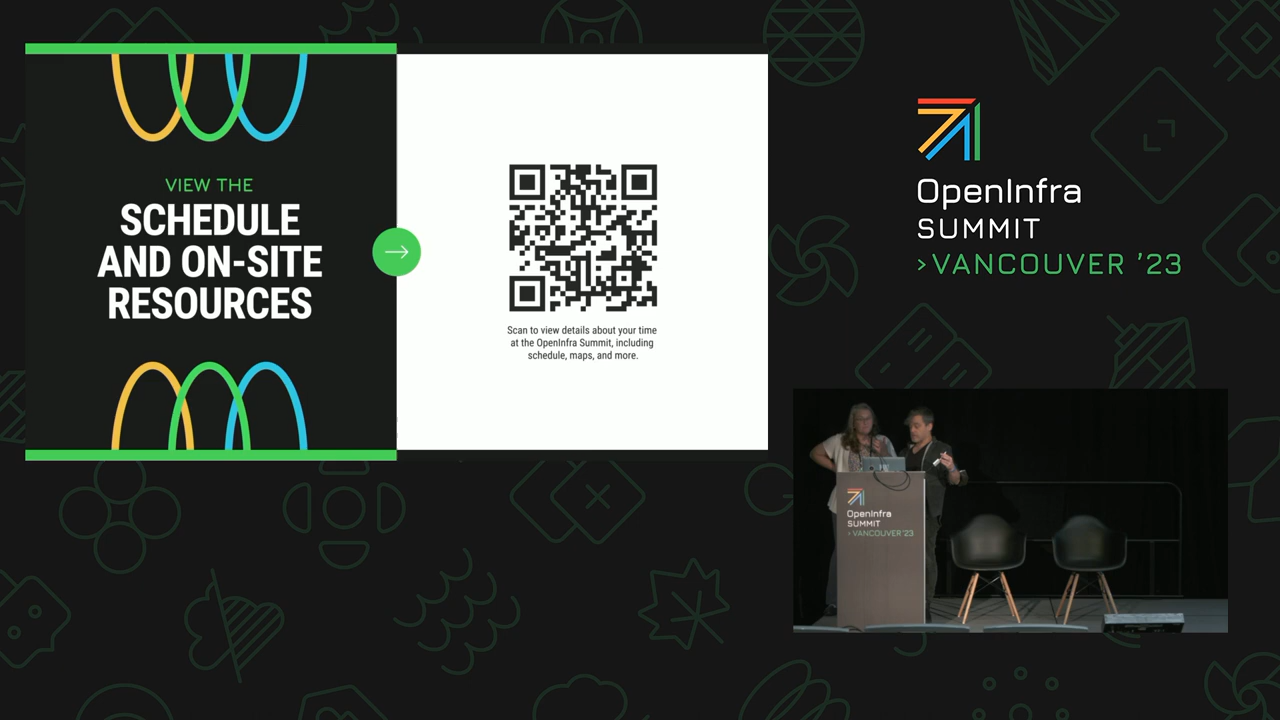 VIEW THE
SCHEDULE
AND ON-SITE
RESOURCES
Scan to view details about your time
at the OpenInfra Summit, including
schedule, maps, and more.
OpenInfra
SUMMIT
>VANCOUVER ’23
OpenInfra
SUMMIT
>VANCOUVER’23